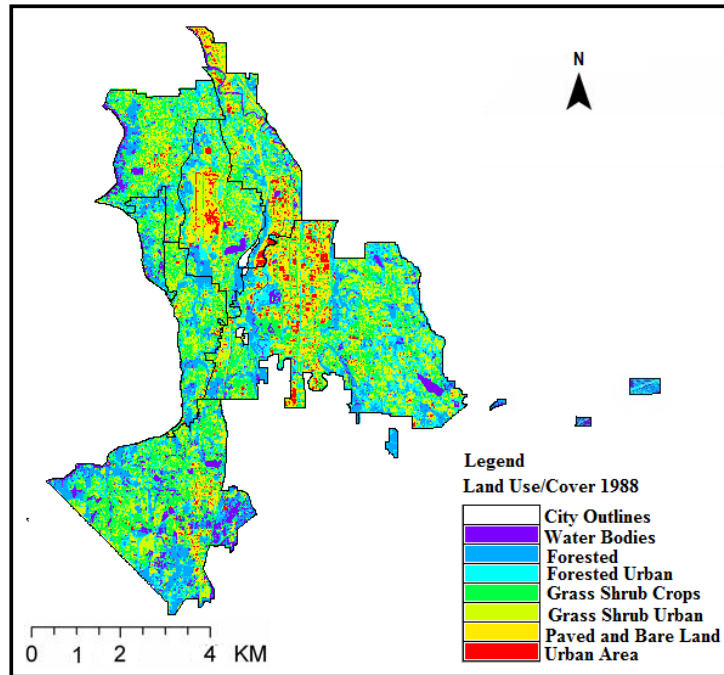 N
Legend
Land Use/Cover 1988
City Outlines
Water Bodies
Forested
Forested Urban
Grass Shrub Crops
Grass Shrub Urban
Paved and Bare Land
Urban Area
0 2 4 KM